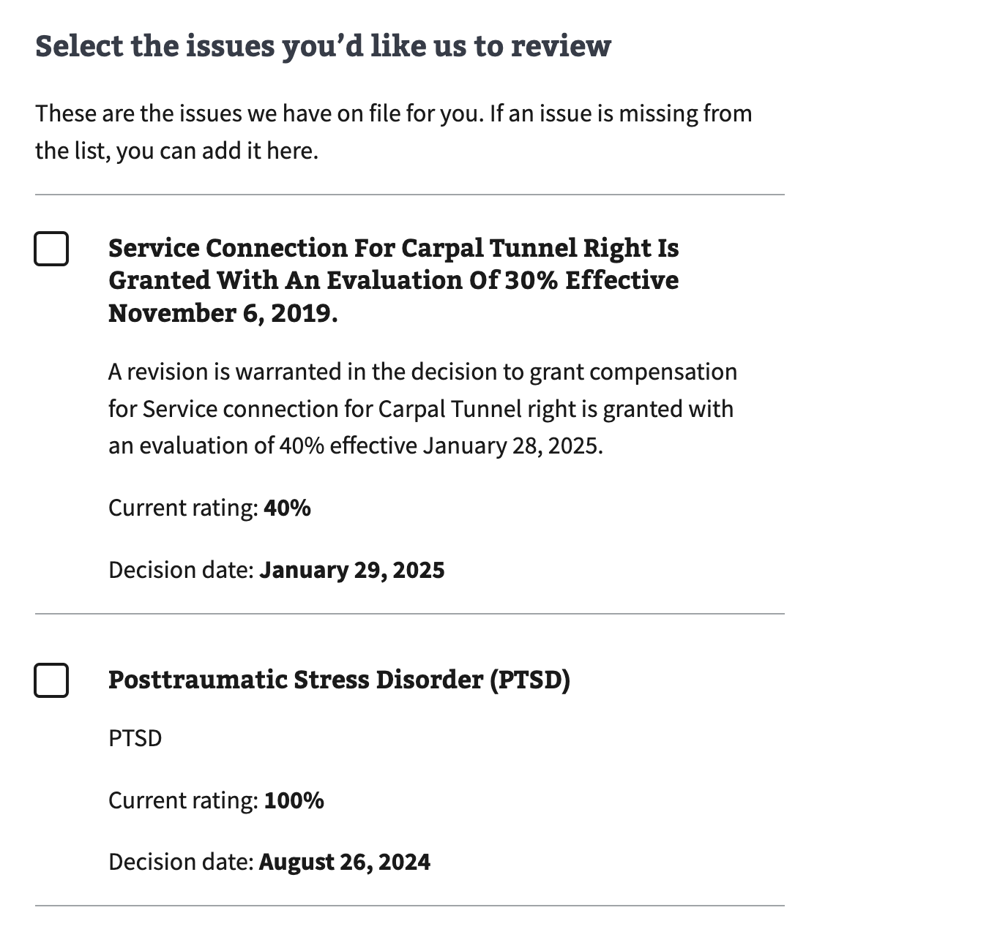 Select the issues you’d like us to review
These are the issues we have on file for you. If an issue is missing from
the list, you can add it here.
Service Connection For Carpal Tunnel Right Is
Granted With An Evaluation Of 30% Effective
November 6, 2019.
A revision is warranted in the decision to grant compensation
for Service connection for Carpal Tunnel right is granted with
an evaluation of 40% effective January 28, 2025.
Current rating: 40%
Decision date: January 29, 2025
Posttraumatic Stress Disorder (PTSD)
PTSD
Current rating: 100%
Decision date: August 26, 2024